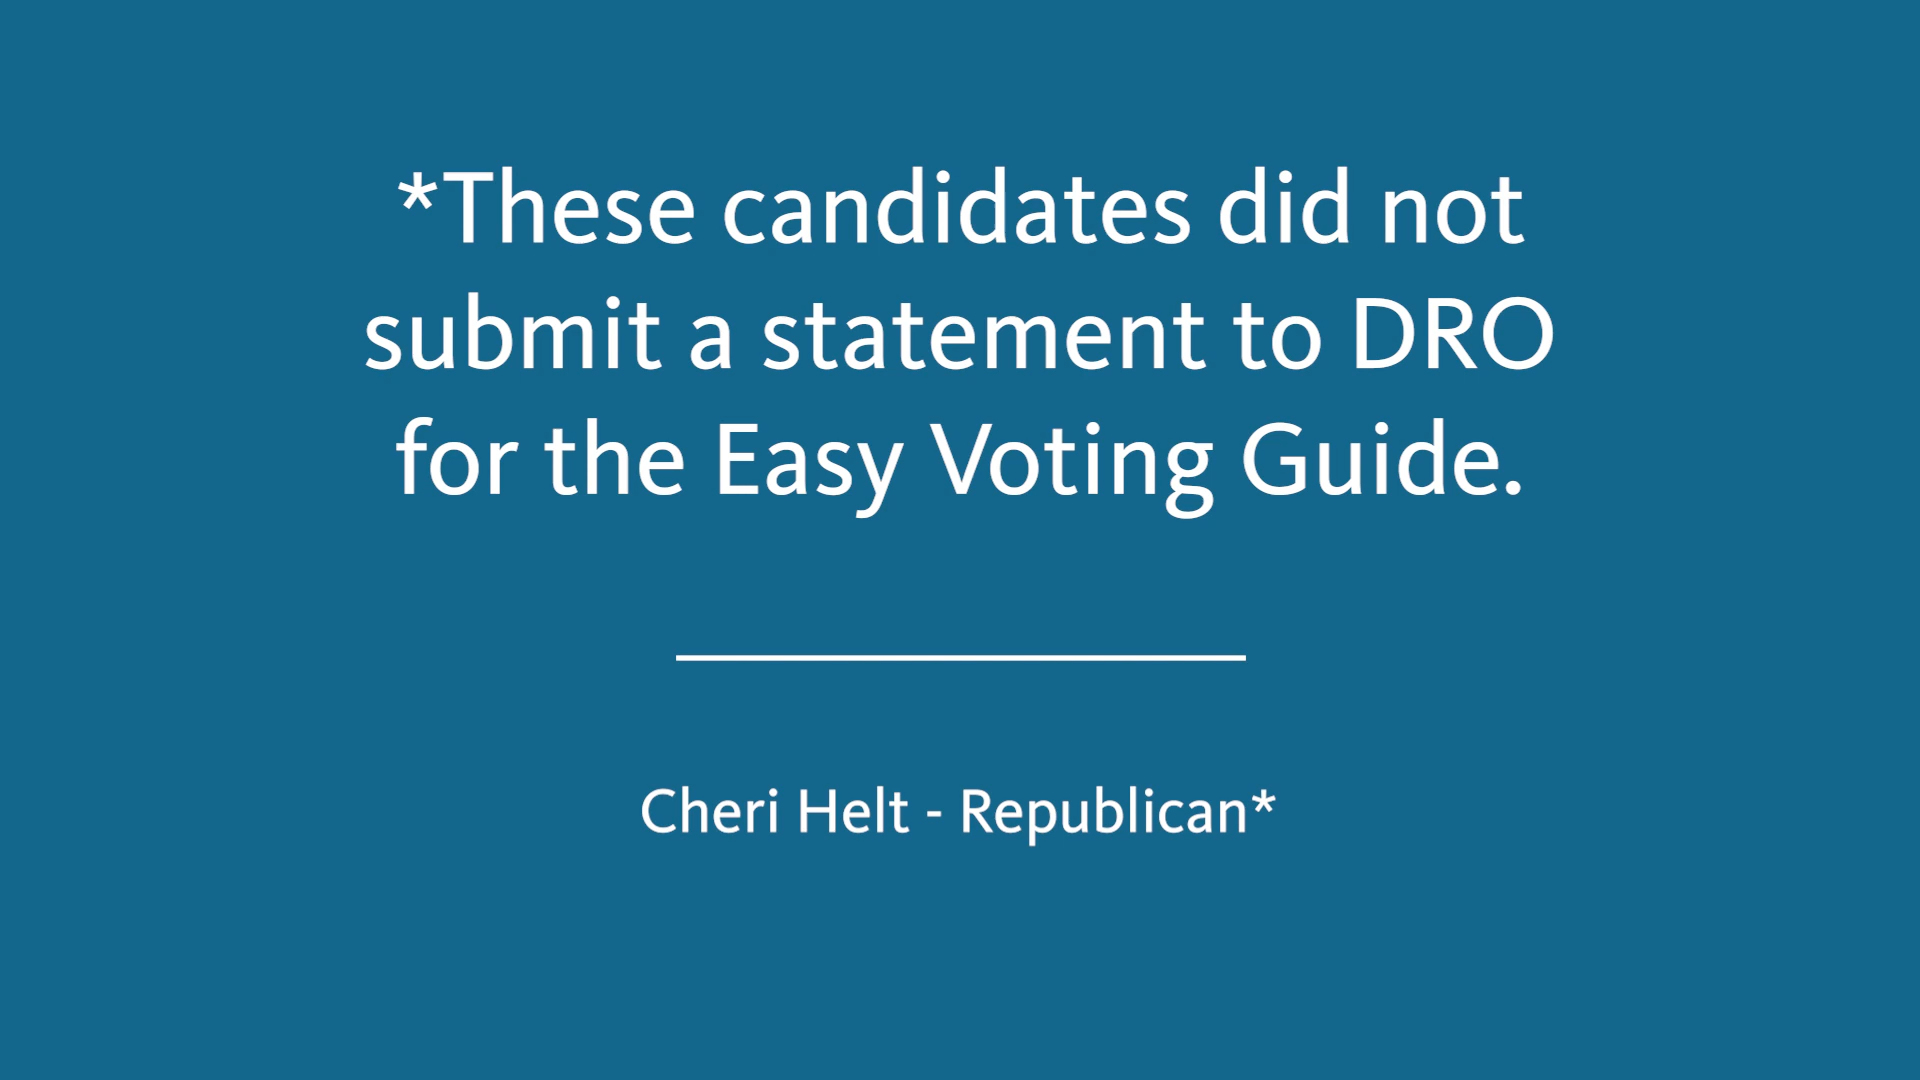 *These candidates did not
submit a statement to DRO
for the Easy Voting Guide.
Cheri Helt - Republican*